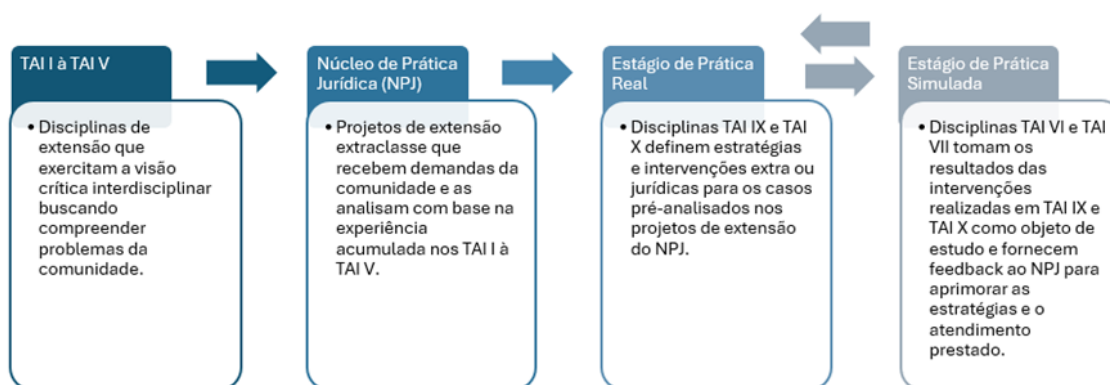 TAI I à TAI V
• Disciplinas de
extensão que
exercitam a visão
crítica interdisciplinar
buscando
compreender
problemas da
comunidade.
Núcleo de Prática
Jurídica (NPJ)
• Projetos de extensão
extraclasse que
recebem demandas da
comunidade e as
analisam com base na
experiência
acumulada nos TAI I à
TAI V.
Estágio de Prática
Real
• Disciplinas TAI IX e TAI
X definem estratégias
e intervenções extra ou
jurídicas para os casos
pré-analisados nos
projetos de extensão
do NPJ.
Estágio de Prática
Simulada
• Disciplinas TAI VI e TAI
VII tomam os
resultados das
intervenções
realizadas em TAI IX e
TAI X como objeto de
estudo e fornecem
feedback ao NPJ para
aprimorar as
estratégias e o
atendimento
prestado.